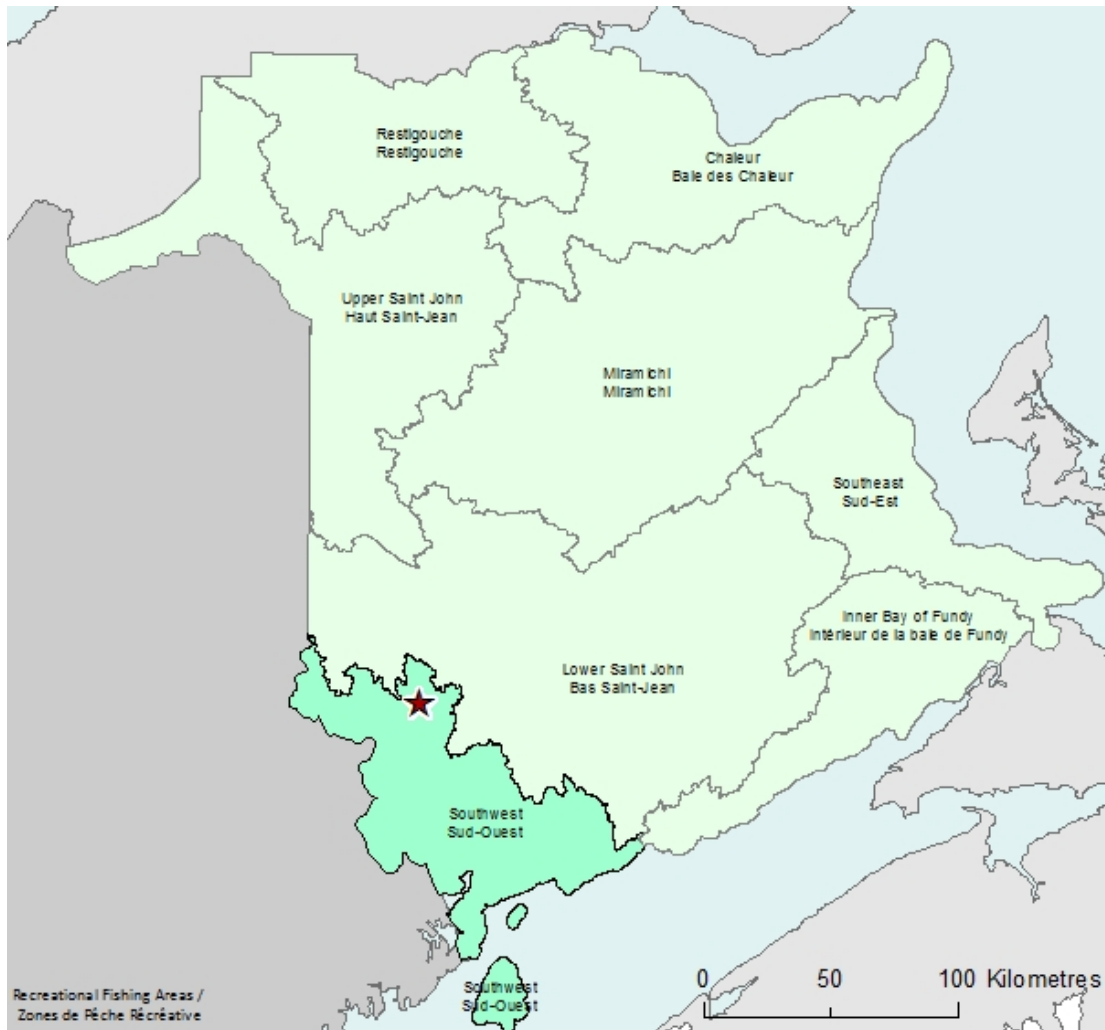 Restigouche
Restigouche
Chaleur
Baie des Chaleur
Upper Saint John
Haut Saint-Jean
Miramichi
Miramichi
Southeast
Sud-Est
Inner Bay of Fundy
Intérieur de la baie de Fundy
Lower Saint John
Bas Saint-Jean
Southwest
Sud-Ouest
Southwest
Sud-Ouest
0 50 100 Kilometres
Recreational Fishing Areas /
Zones de Pêche Récréative